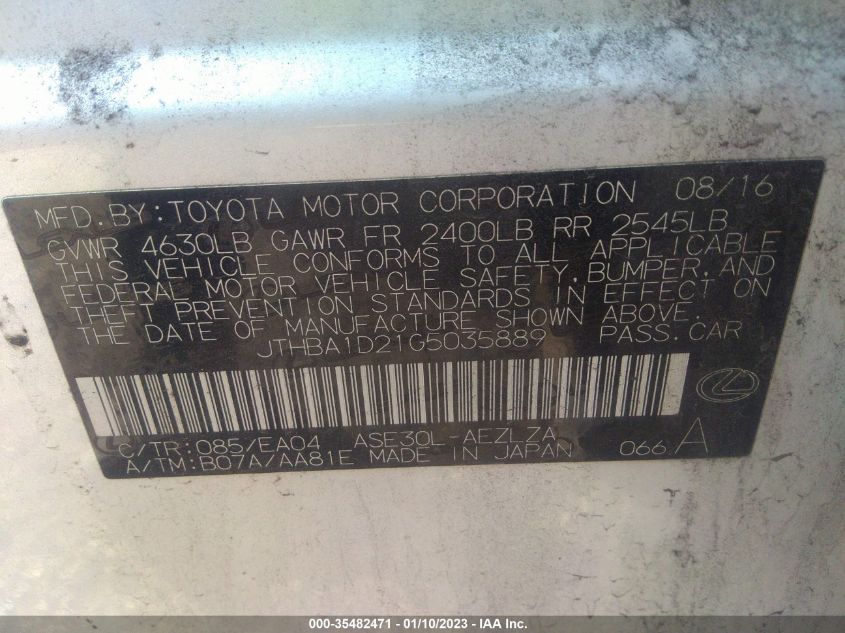 MFD.BY:TOYOTA MOTOR CORPORATION 08/16
GVWR 4630LB GAWR FR 2400LB RR 2545LB
THIS VEHICLE CONFORMS TO ALL APPLICABLE
FEDERAL MOTOR VEHICLE SAFETY,BUMPER,AND
THEFT PREVENTION STANDARDS IN EFFECT ON
THE DATE OF MANUFACTURE SHOWN ABOVE.
JTHBA1D21G5035889 PASS.CAR
C/TR:085/EA04 ASE30L-AEZLZA
A/TM:B07A/AA81E MADE IN JAPAN 066 A
000-35482471 - 01/10/2023 - IAA Inc.